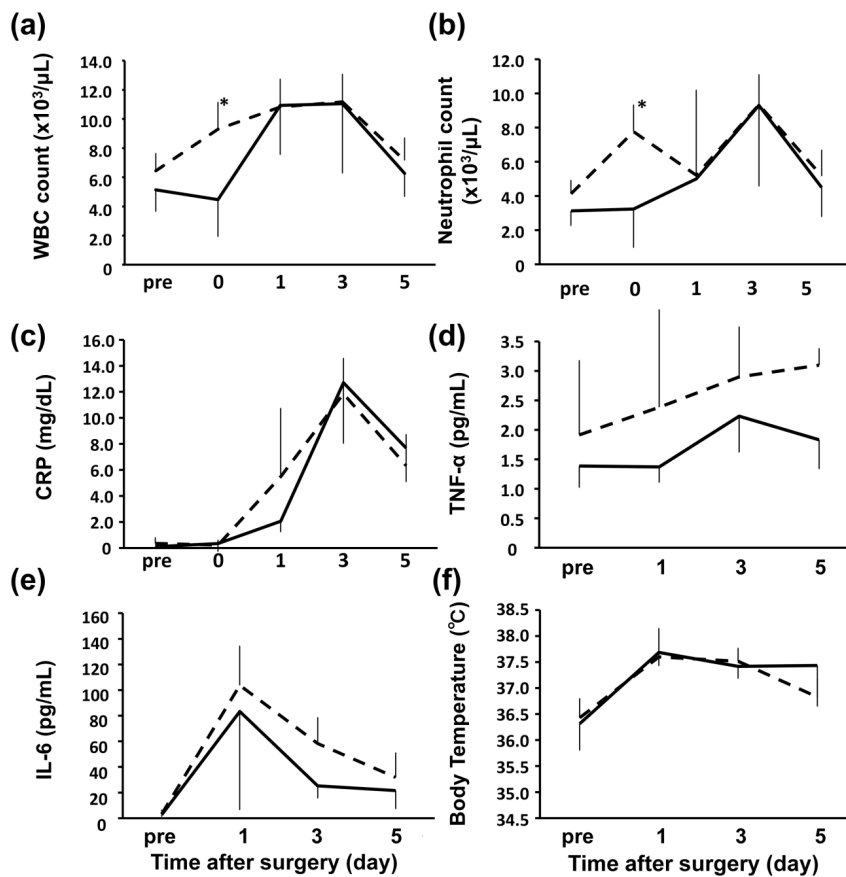 (a)
WBC count (x10³/μL)
14.0
12.0
10.0
8.0
6.0
4.0
2.0
0
*
pre 0 1 3 5
(b)
Neutrophil count
(x10³/μL)
12.0
10.0
8.0
6.0
4.0
2.0
0
*
pre 0 1 3 5
(c)
CRP (mg/dL)
16.0
14.0
12.0
10.0
8.0
6.0
4.0
2.0
0
pre 0 1 3 5
(d)
TNF-α (pg/mL)
3.5
3.0
2.5
2.0
1.5
1.0
0.5
0
pre 1 3 5
(e)
IL-6 (pg/mL)
160
140
120
100
80
60
40
20
0
pre 1 3 5
Time after surgery (day)
(f)
Body Temperature (℃)
38.5
38.0
37.5
37.0
36.5
36.0
35.5
35.0
34.5
pre 1 3 5
Time after surgery (day)